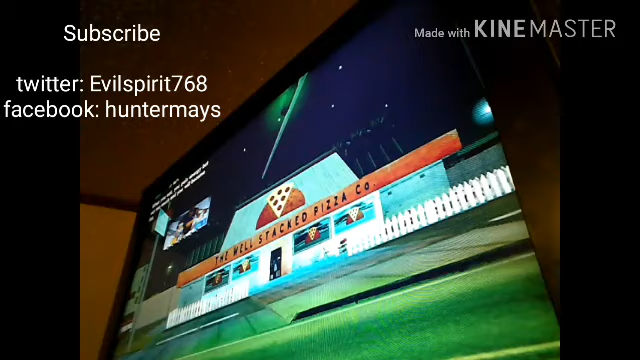 Subscribe
Made with KINEMASTER
twitter: Evilspirit768
facebook: huntermays
THE WELL STACKED PIZZA Co.